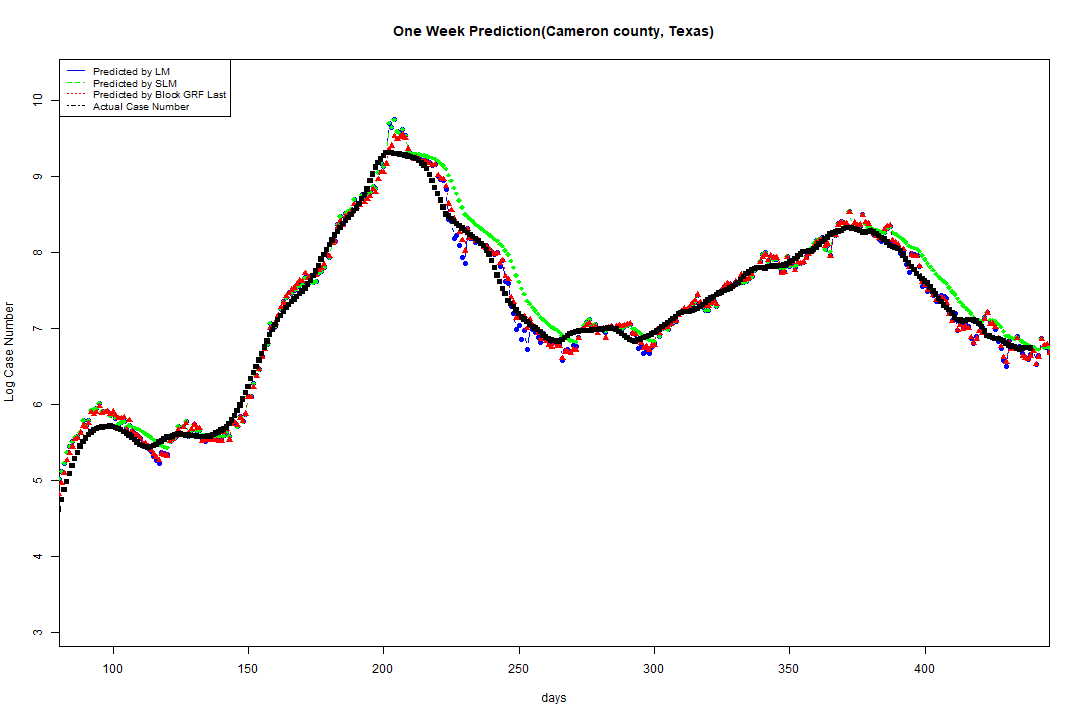 One Week Prediction(Cameron county, Texas)
Predicted by LM
Predicted by SLM
Predicted by Block GRF Last
Actual Case Number
10
9
8
7
6
5
4
3
Log Case Number
100 150 200 250 300 350 400
days